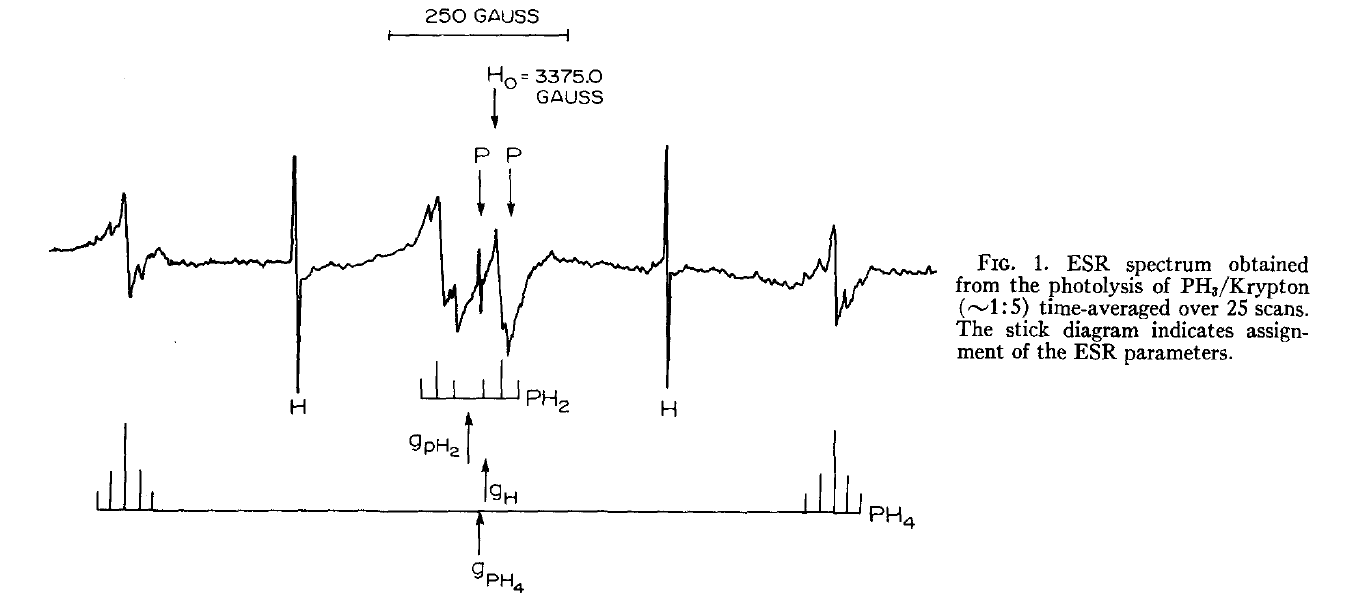 250 GAUSS
H₀ = 3375.0
GAUSS
P P
H
H
PH₂
gPH₂
gH
PH₄
gPH₄
FIG. 1. ESR spectrum obtained
from the photolysis of PH₃/Krypton
(∼1:5) time-averaged over 25 scans.
The stick diagram indicates assign-
ment of the ESR parameters.